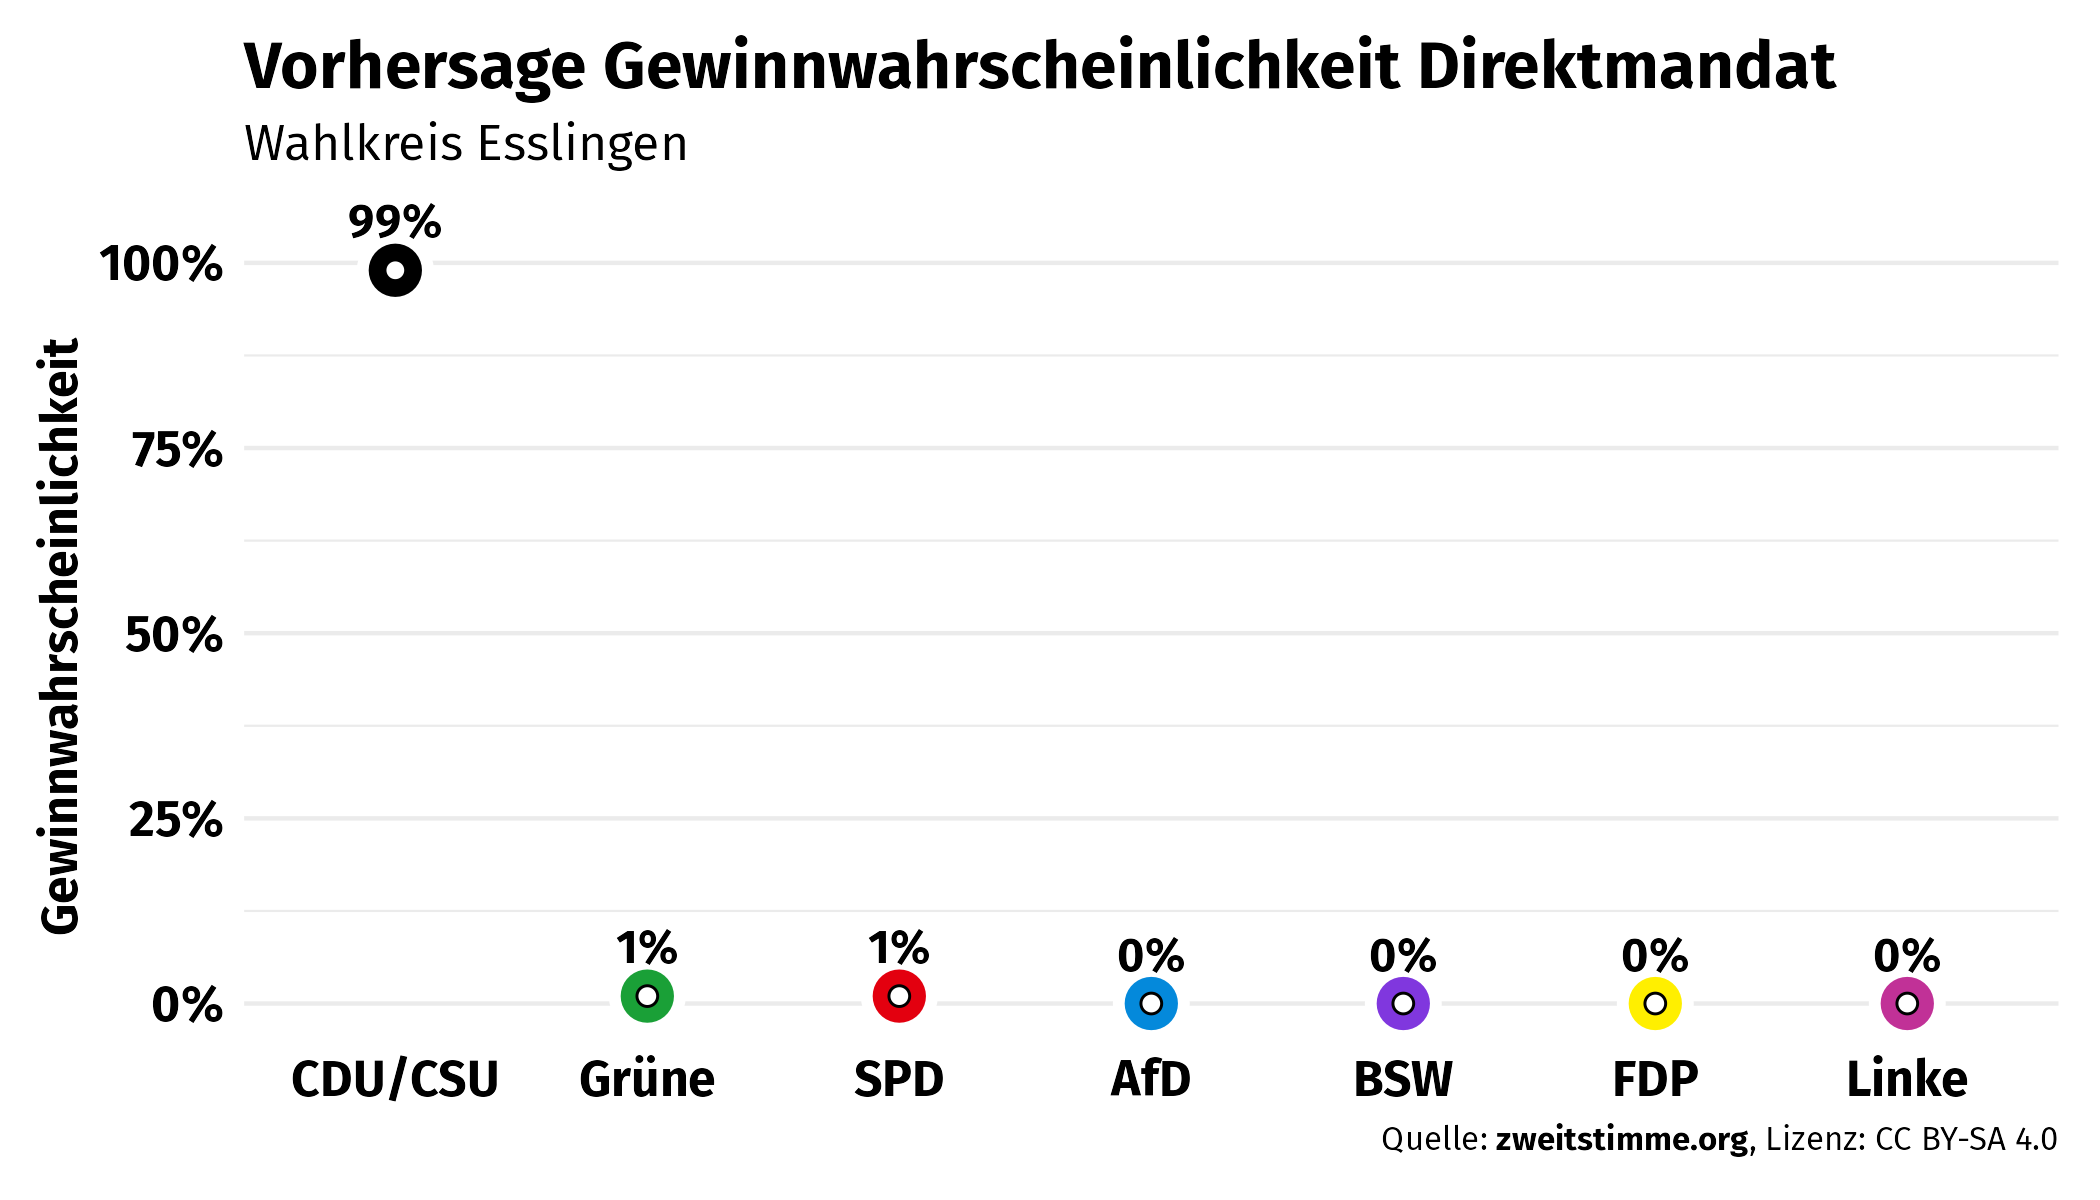 Vorhersage Gewinnwahrscheinlichkeit Direktmandat
Wahlkreis Esslingen
Gewinnwahrscheinlichkeit
100%
75%
50%
25%
0%
99%
1%
1%
0%
0%
0%
0%
CDU/CSU
Grüne
SPD
AfD
BSW
FDP
Linke
Quelle: zweitstimme.org, Lizenz: CC BY-SA 4.0